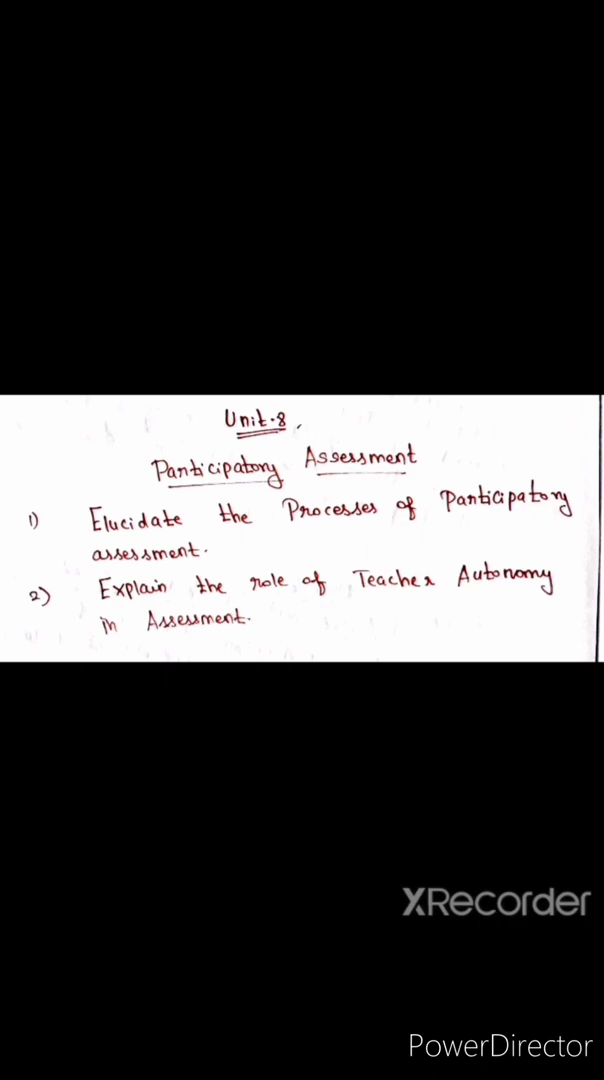 Unit-8.
Participatory Assessment
1) Elucidate the Processes of Participatory
assessment.
2) Explain the role of Teacher Autonomy
in Assessment.
XRecorder
PowerDirector